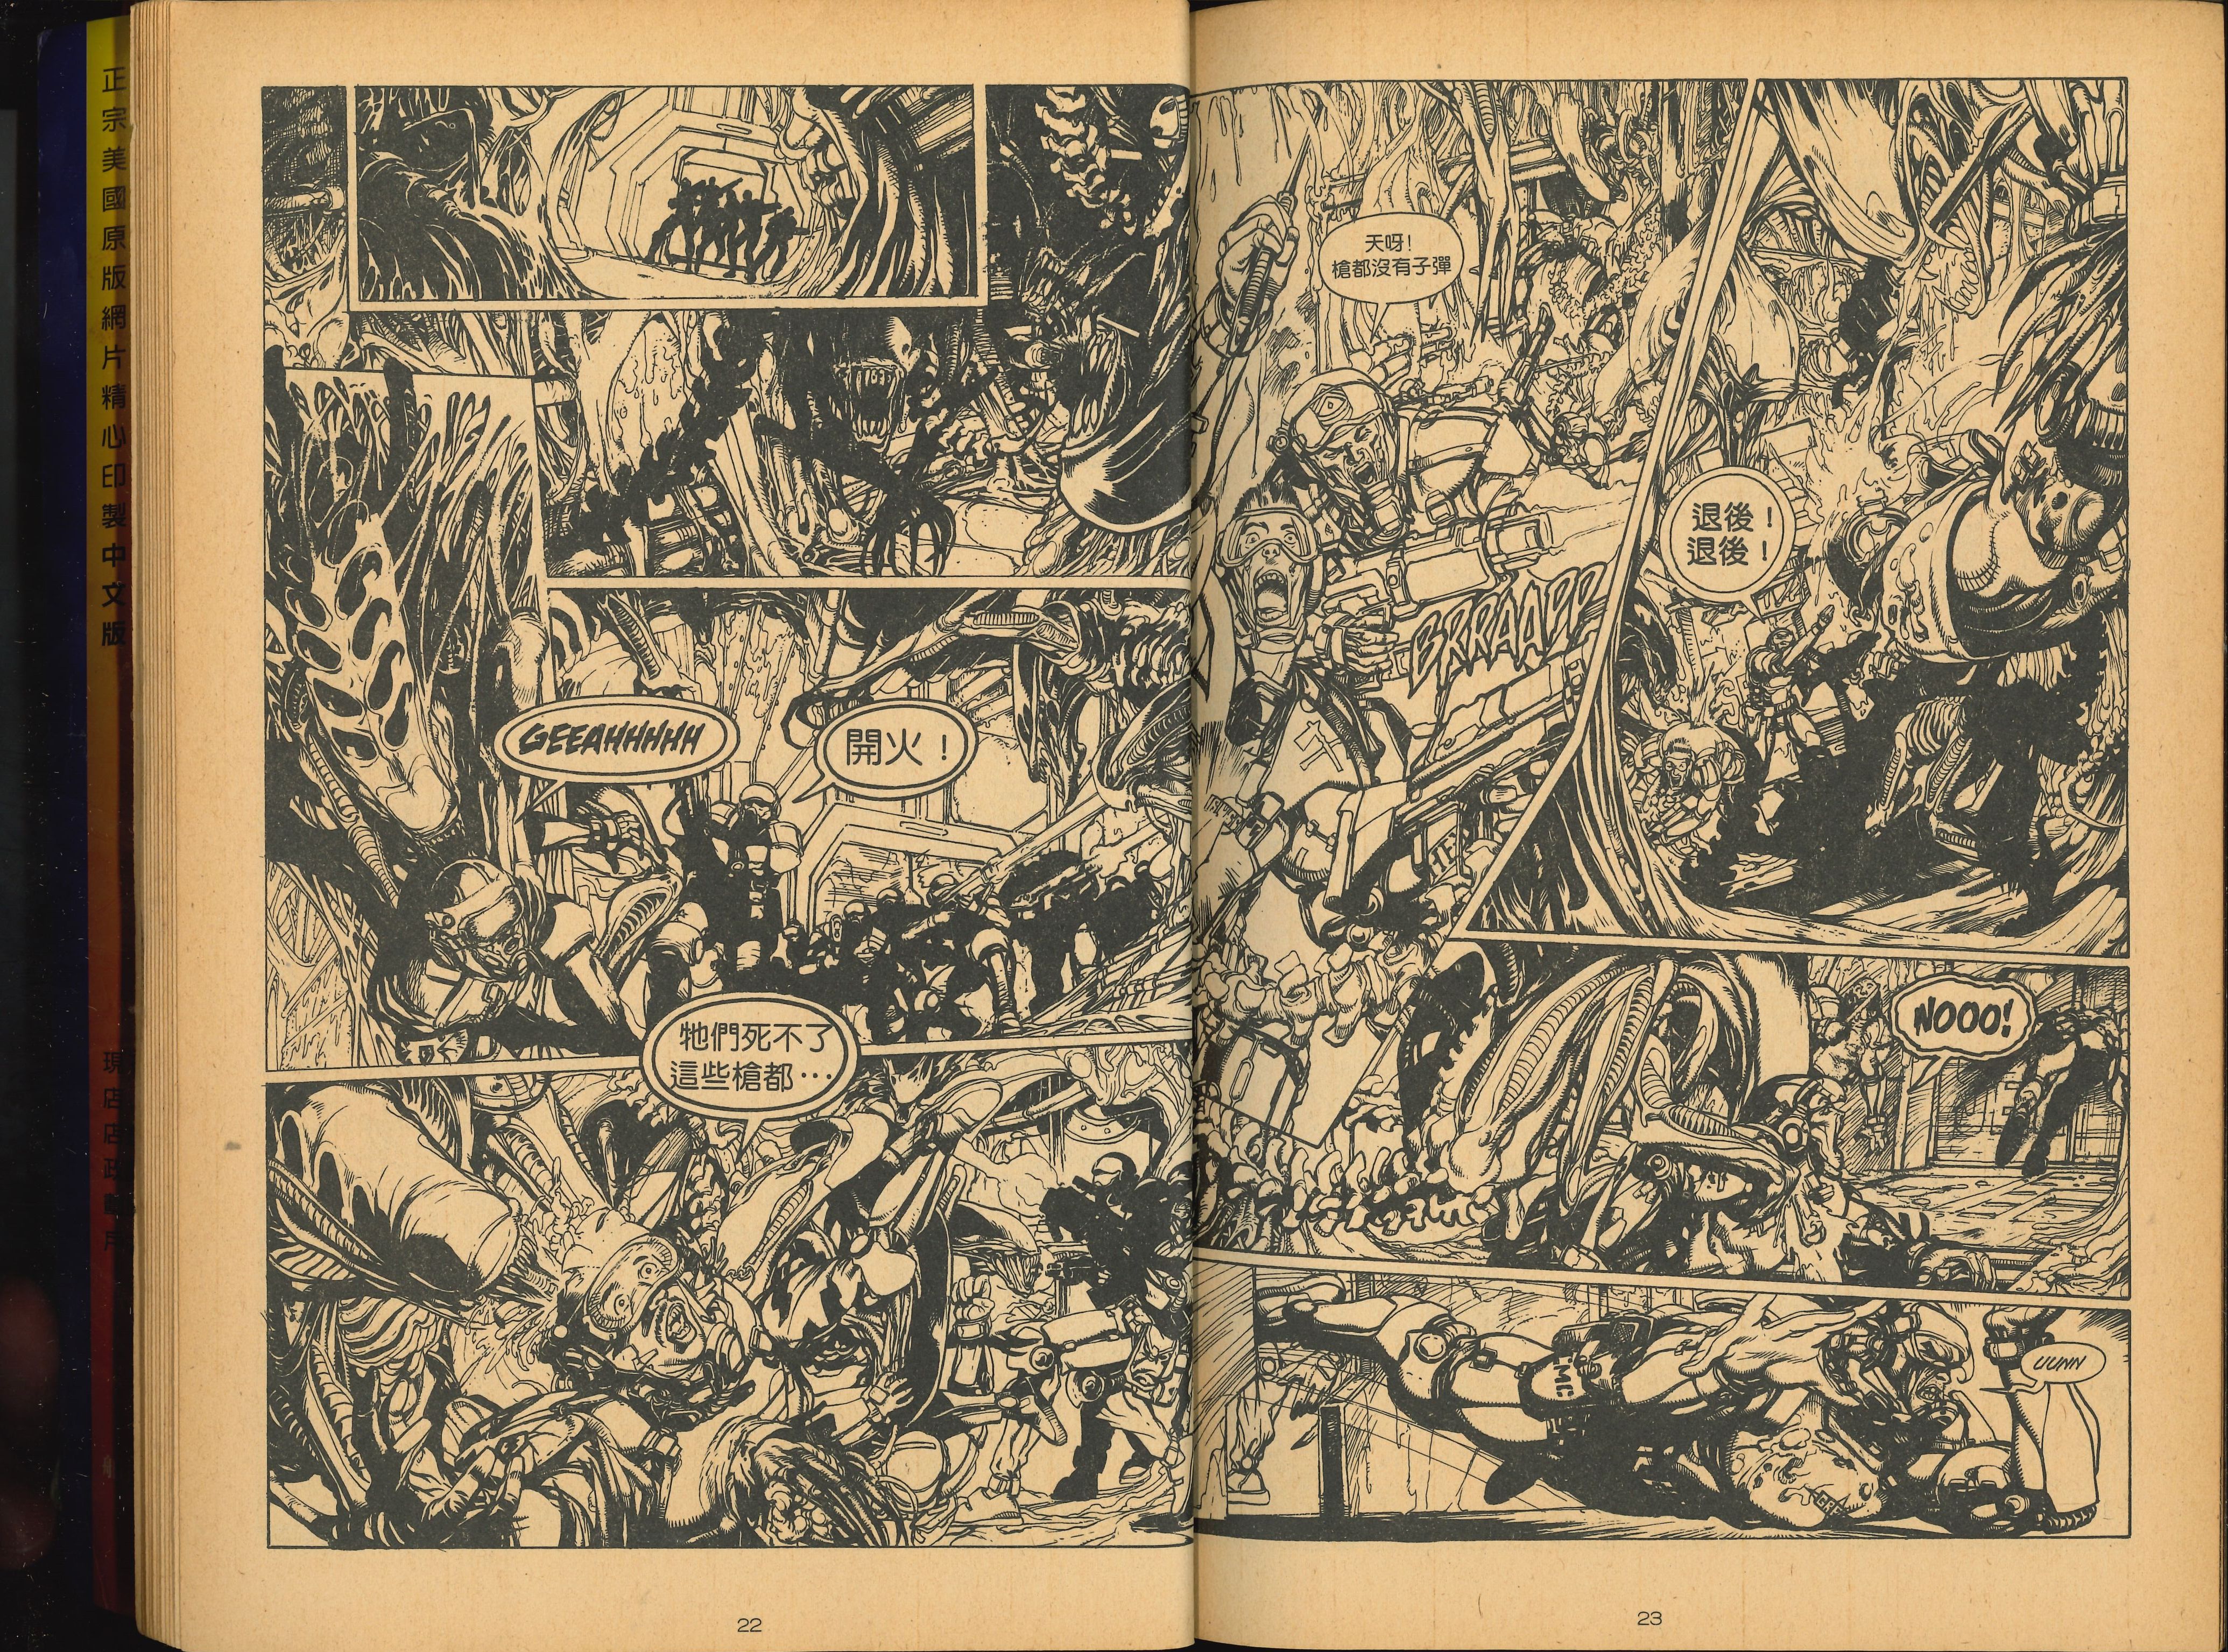 正宗美國原版網片精心印製中文版
GEEAHHHHH
開火！
牠們死不了
這些槍都…
22
天呀！
槍都沒有子彈
BRRAAPP
退後！
退後！
NOOO!
UUNN
23